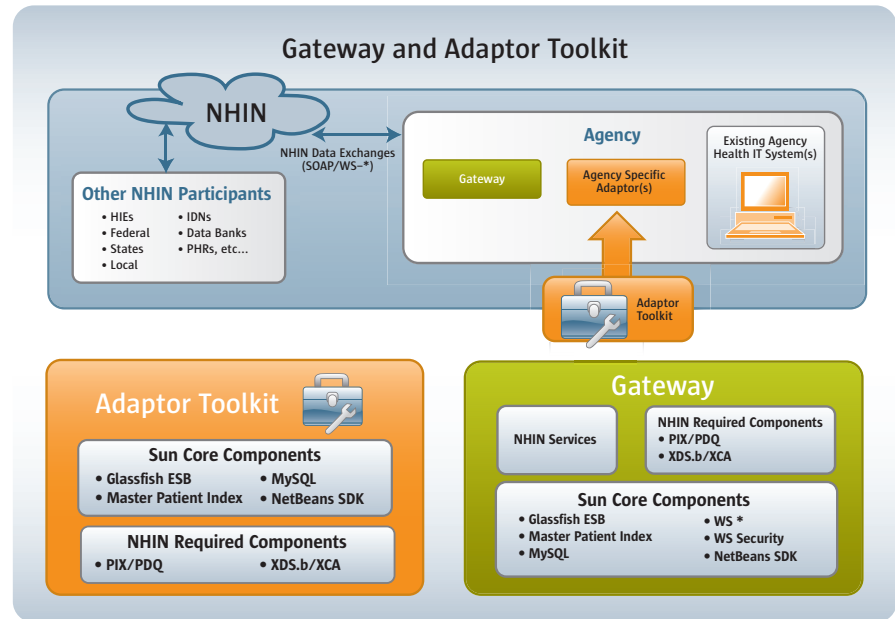 Gateway and Adaptor Toolkit
NHIN
NHIN Data Exchanges
(SOAP/WS-*)
Other NHIN Participants
• HIEs
• Federal
• States
• Local
• IDNs
• Data Banks
• PHRs, etc...
Agency
Gateway
Agency Specific
Adaptor(s)
Existing Agency
Health IT System(s)
Adaptor
Toolkit
Adaptor Toolkit
Sun Core Components
• Glassfish ESB
• Master Patient Index
• MySQL
• NetBeans SDK
NHIN Required Components
• PIX/PDQ
• XDS.b/XCA
Gateway
NHIN Services
NHIN Required Components
• PIX/PDQ
• XDS.b/XCA
Sun Core Components
• Glassfish ESB
• Master Patient Index
• MySQL
• WS *
• WS Security
• NetBeans SDK